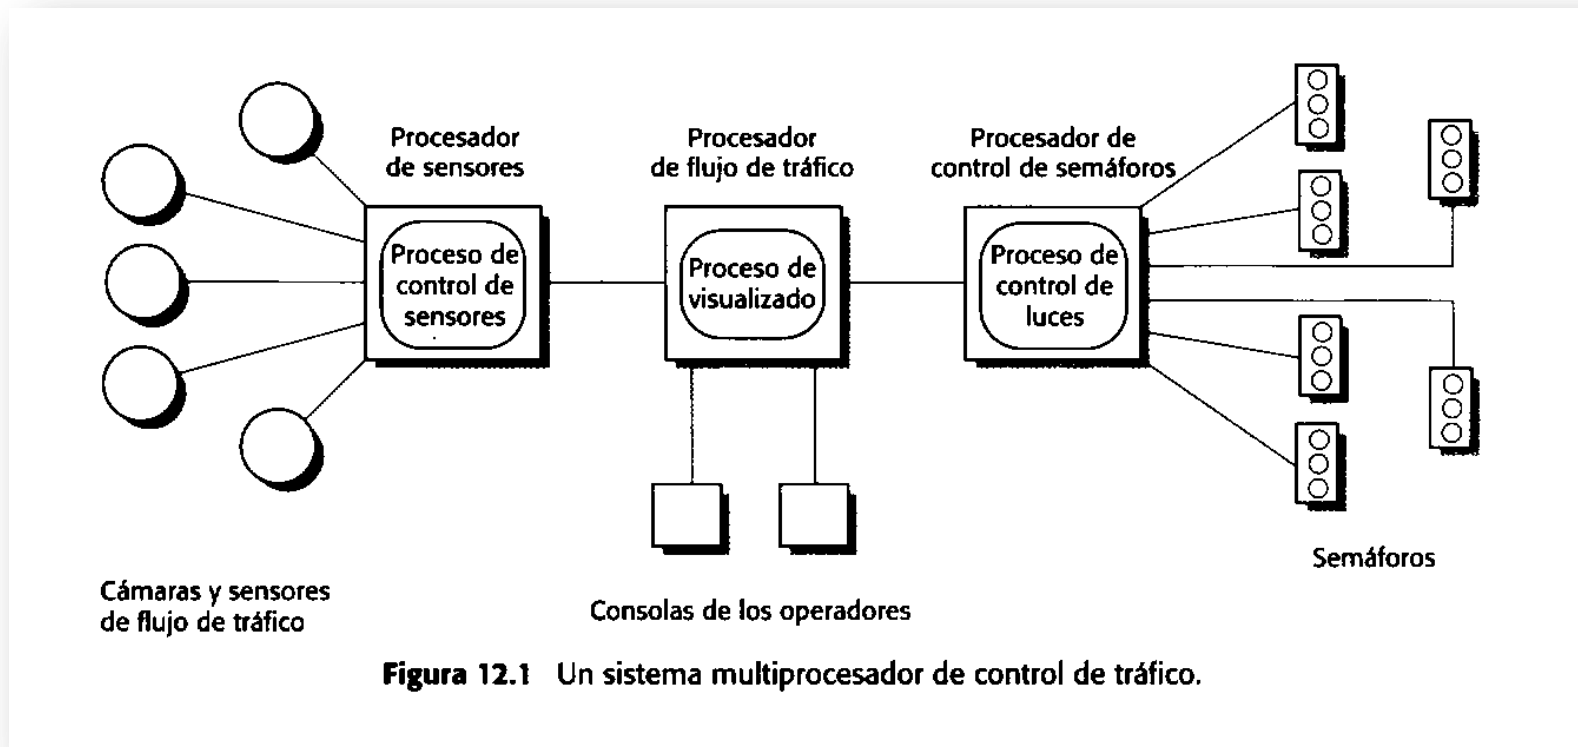 Procesador
de sensores
Procesador
de flujo de tráfico
Procesador de
control de semáforos
Proceso de
control de
sensores
Proceso de
visualizado
Proceso de
control de
luces
Semáforos
Cámaras y sensores
de flujo de tráfico
Consolas de los operadores
Figura 12.1 Un sistema multiprocesador de control de tráfico.